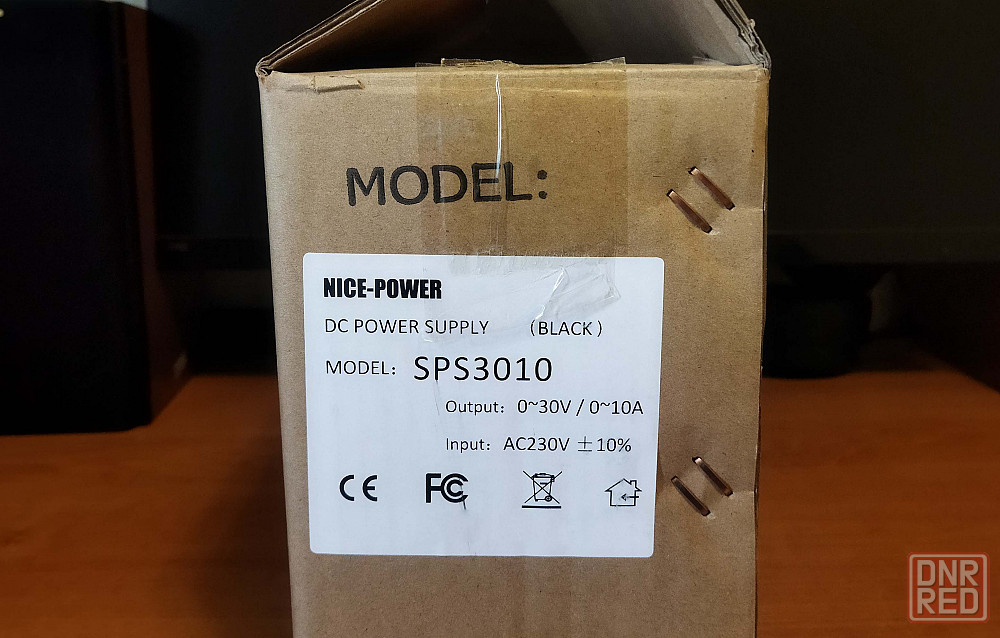 MODEL:
NICE-POWER
DC POWER SUPPLY （BLACK）
MODEL： SPS3010
Output：0~30V / 0~10A
Input：AC230V ±10%
CE FC
DNR
RED